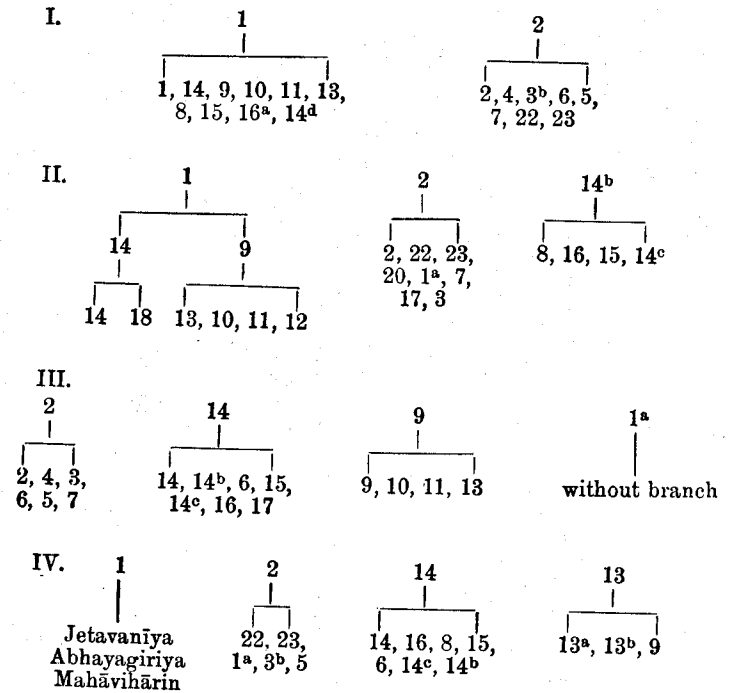 I.
1
2
1, 14, 9, 10, 11, 13,
8, 15, 16ᵃ, 14ᵈ
2, 4, 3ᵇ, 6, 5,
7, 22, 23
II.
1
2
14ᵇ
14
9
2, 22, 23,
20, 1ᵃ, 7,
17, 3
8, 16, 15, 14ᶜ
14 18
13, 10, 11, 12
III.
2
14
9
1ᵃ
2, 4, 3,
6, 5, 7
14, 14ᵇ, 6, 15,
14ᶜ, 16, 17
9, 10, 11, 13
without branch
IV.
1
2
14
13
Jetavanīya
Abhayagiriya
Mahāvihārin
22, 23,
1ᵃ, 3ᵇ, 5
14, 16, 8, 15,
6, 14ᶜ, 14ᵇ
13ᵃ, 13ᵇ, 9